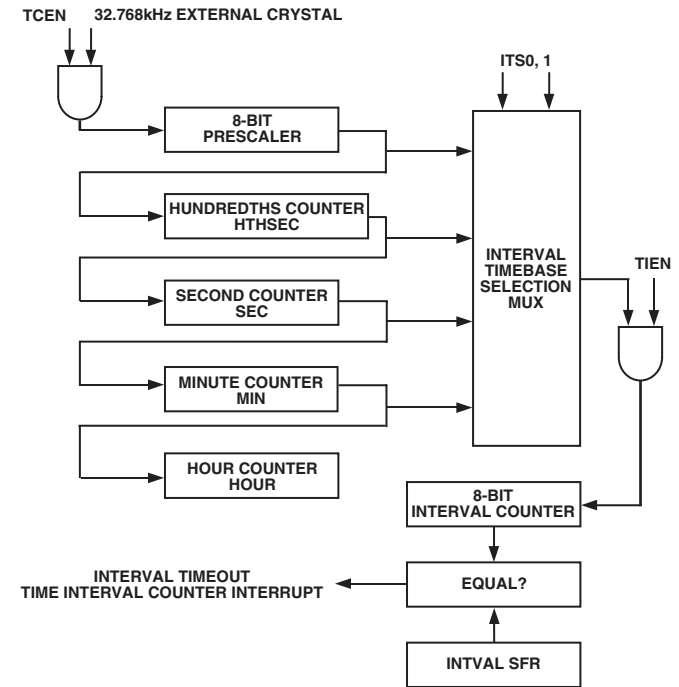 TCEN 32.768kHz EXTERNAL CRYSTAL
ITS0, 1
8-BIT
PRESCALER
HUNDREDTHS COUNTER
HTHSEC
SECOND COUNTER
SEC
MINUTE COUNTER
MIN
HOUR COUNTER
HOUR
INTERVAL
TIMEBASE
SELECTION
MUX
TIEN
8-BIT
INTERVAL COUNTER
EQUAL?
INTERVAL TIMEOUT
TIME INTERVAL COUNTER INTERRUPT
INTVAL SFR